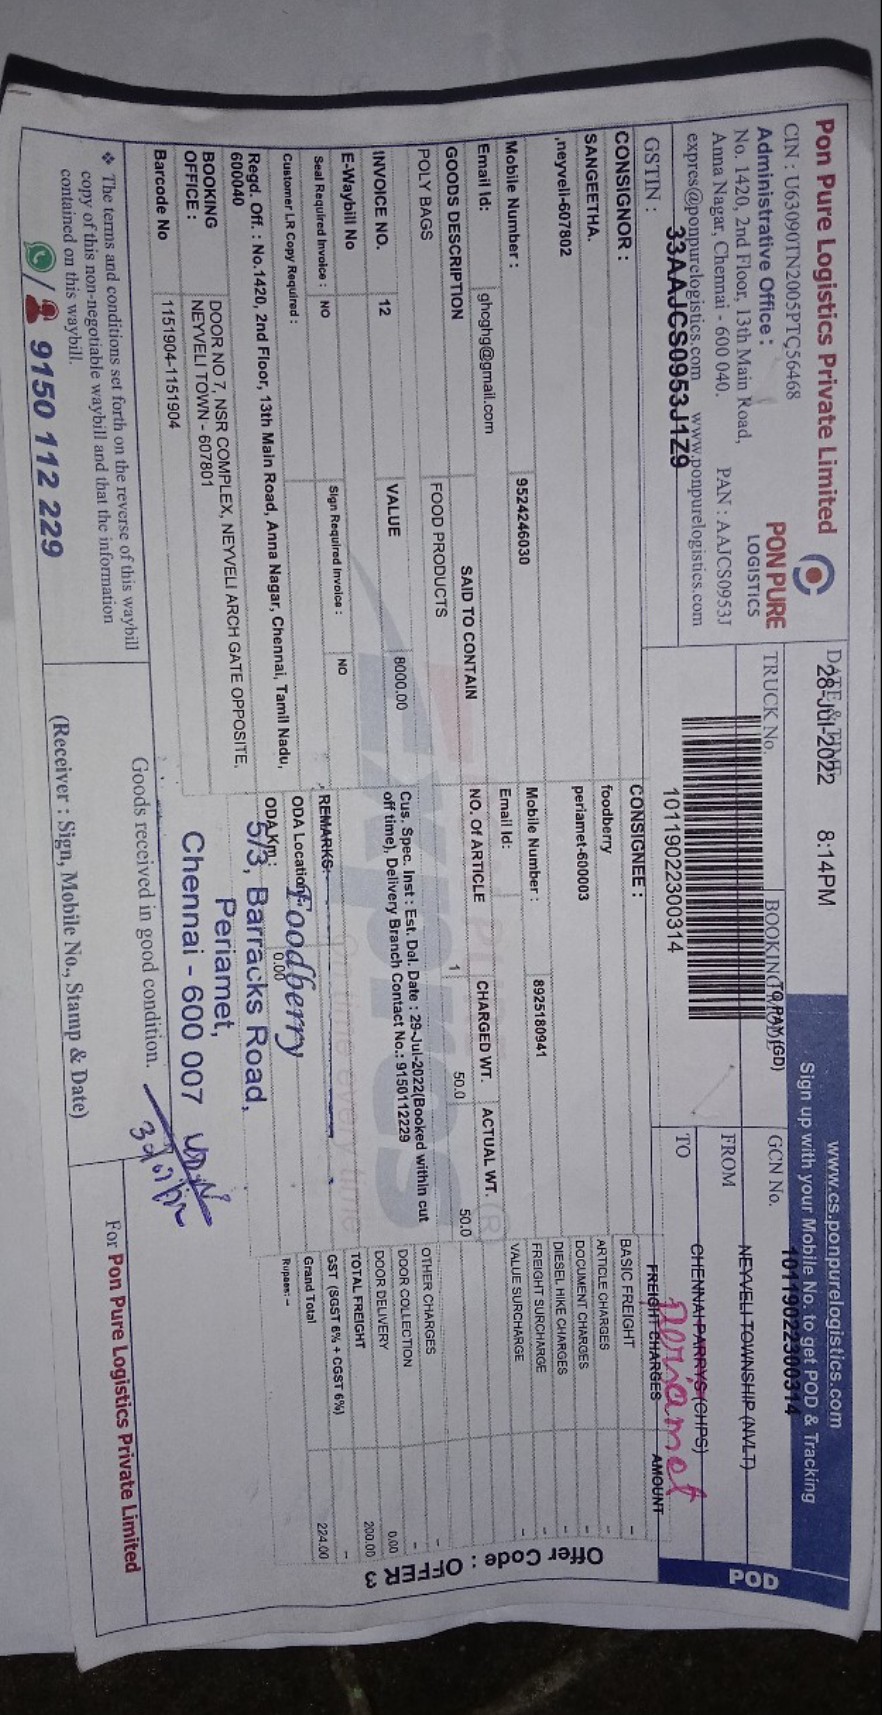 Pon Pure Logistics Private Limited
CIN : U63090TN2005PTC56468
Administrative Office :
No. 1420, 2nd Floor, 13th Main Road,
Anna Nagar, Chennai - 600 040. PAN : AAJCS0953J
expres@ponpurelogistics.com www.ponpurelogistics.com
PON PURE
LOGISTICS
GSTIN : 33AAJCS0953J1Z9
DATE & TIME
28-Jul-2022 8:14PM
TRUCK No.
BOOKING MODE
TO PAY(GD)
10119022300314
www.cs.ponpurelogistics.com
Sign up with your Mobile No. to get POD & Tracking
GCN No. 10119022300314
FROM NEYVELI TOWNSHIP (NVLT)
TO CHENNAI PARRYS (CHPS)
Periamet
POD
CONSIGNOR :
SANGEETHA.
,neyveli-607802
Mobile Number : 9524246030
Email Id: ghoghg@gmail.com
CONSIGNEE :
foodberry
periamet-600003
Mobile Number : 8925180941
Email Id:
FREIGHT CHARGES AMOUNT
BASIC FREIGHT -
ARTICLE CHARGES -
DOCUMENT CHARGES -
DIESEL HIKE CHARGES -
FREIGHT SURCHARGE -
VALUE SURCHARGE -
OTHER CHARGES -
DOOR COLLECTION -
DOOR DELIVERY 0.00
TOTAL FREIGHT 200.00
GST (SGST 6% + CGST 6%) -
Grand Total 224.00
Rupees: -
Offer Code : OFFER 3
GOODS DESCRIPTION SAID TO CONTAIN NO. Of ARTICLE CHARGED WT. ACTUAL WT.
POLY BAGS FOOD PRODUCTS 1 50.0 50.0
INVOICE NO. 12 VALUE 8000.00
Cus. Spec. Inst : Est. Dal. Date : 29-Jul-2022(Booked within cut
off time), Delivery Branch Contact No.: 9150112229
E-Waybill No
Seal Required Invoice : NO Sign Required Invoice : NO
Customer LR Copy Required :
REMARKS:
ODA Location:
ODA Km : 0.00
Regd. Off. : No.1420, 2nd Floor, 13th Main Road, Anna Nagar, Chennai, Tamil Nadu,
600040
BOOKING
OFFICE :
DOOR NO 7, NSR COMPLEX, NEYVELI ARCH GATE OPPOSITE,
NEYVELI TOWN - 607801
Barcode No 1151904-1151904
Expres
On time every time
Foodberry
5/3, Barracks Road,
Periamet,
Chennai - 600 007
❖ The terms and conditions set forth on the reverse of this waybill
copy of this non-negotiable waybill and that the information
contained on this waybill.
/ 9150 112 229
Goods received in good condition.
(Receiver : Sign, Mobile No., Stamp & Date)
For Pon Pure Logistics Private Limited